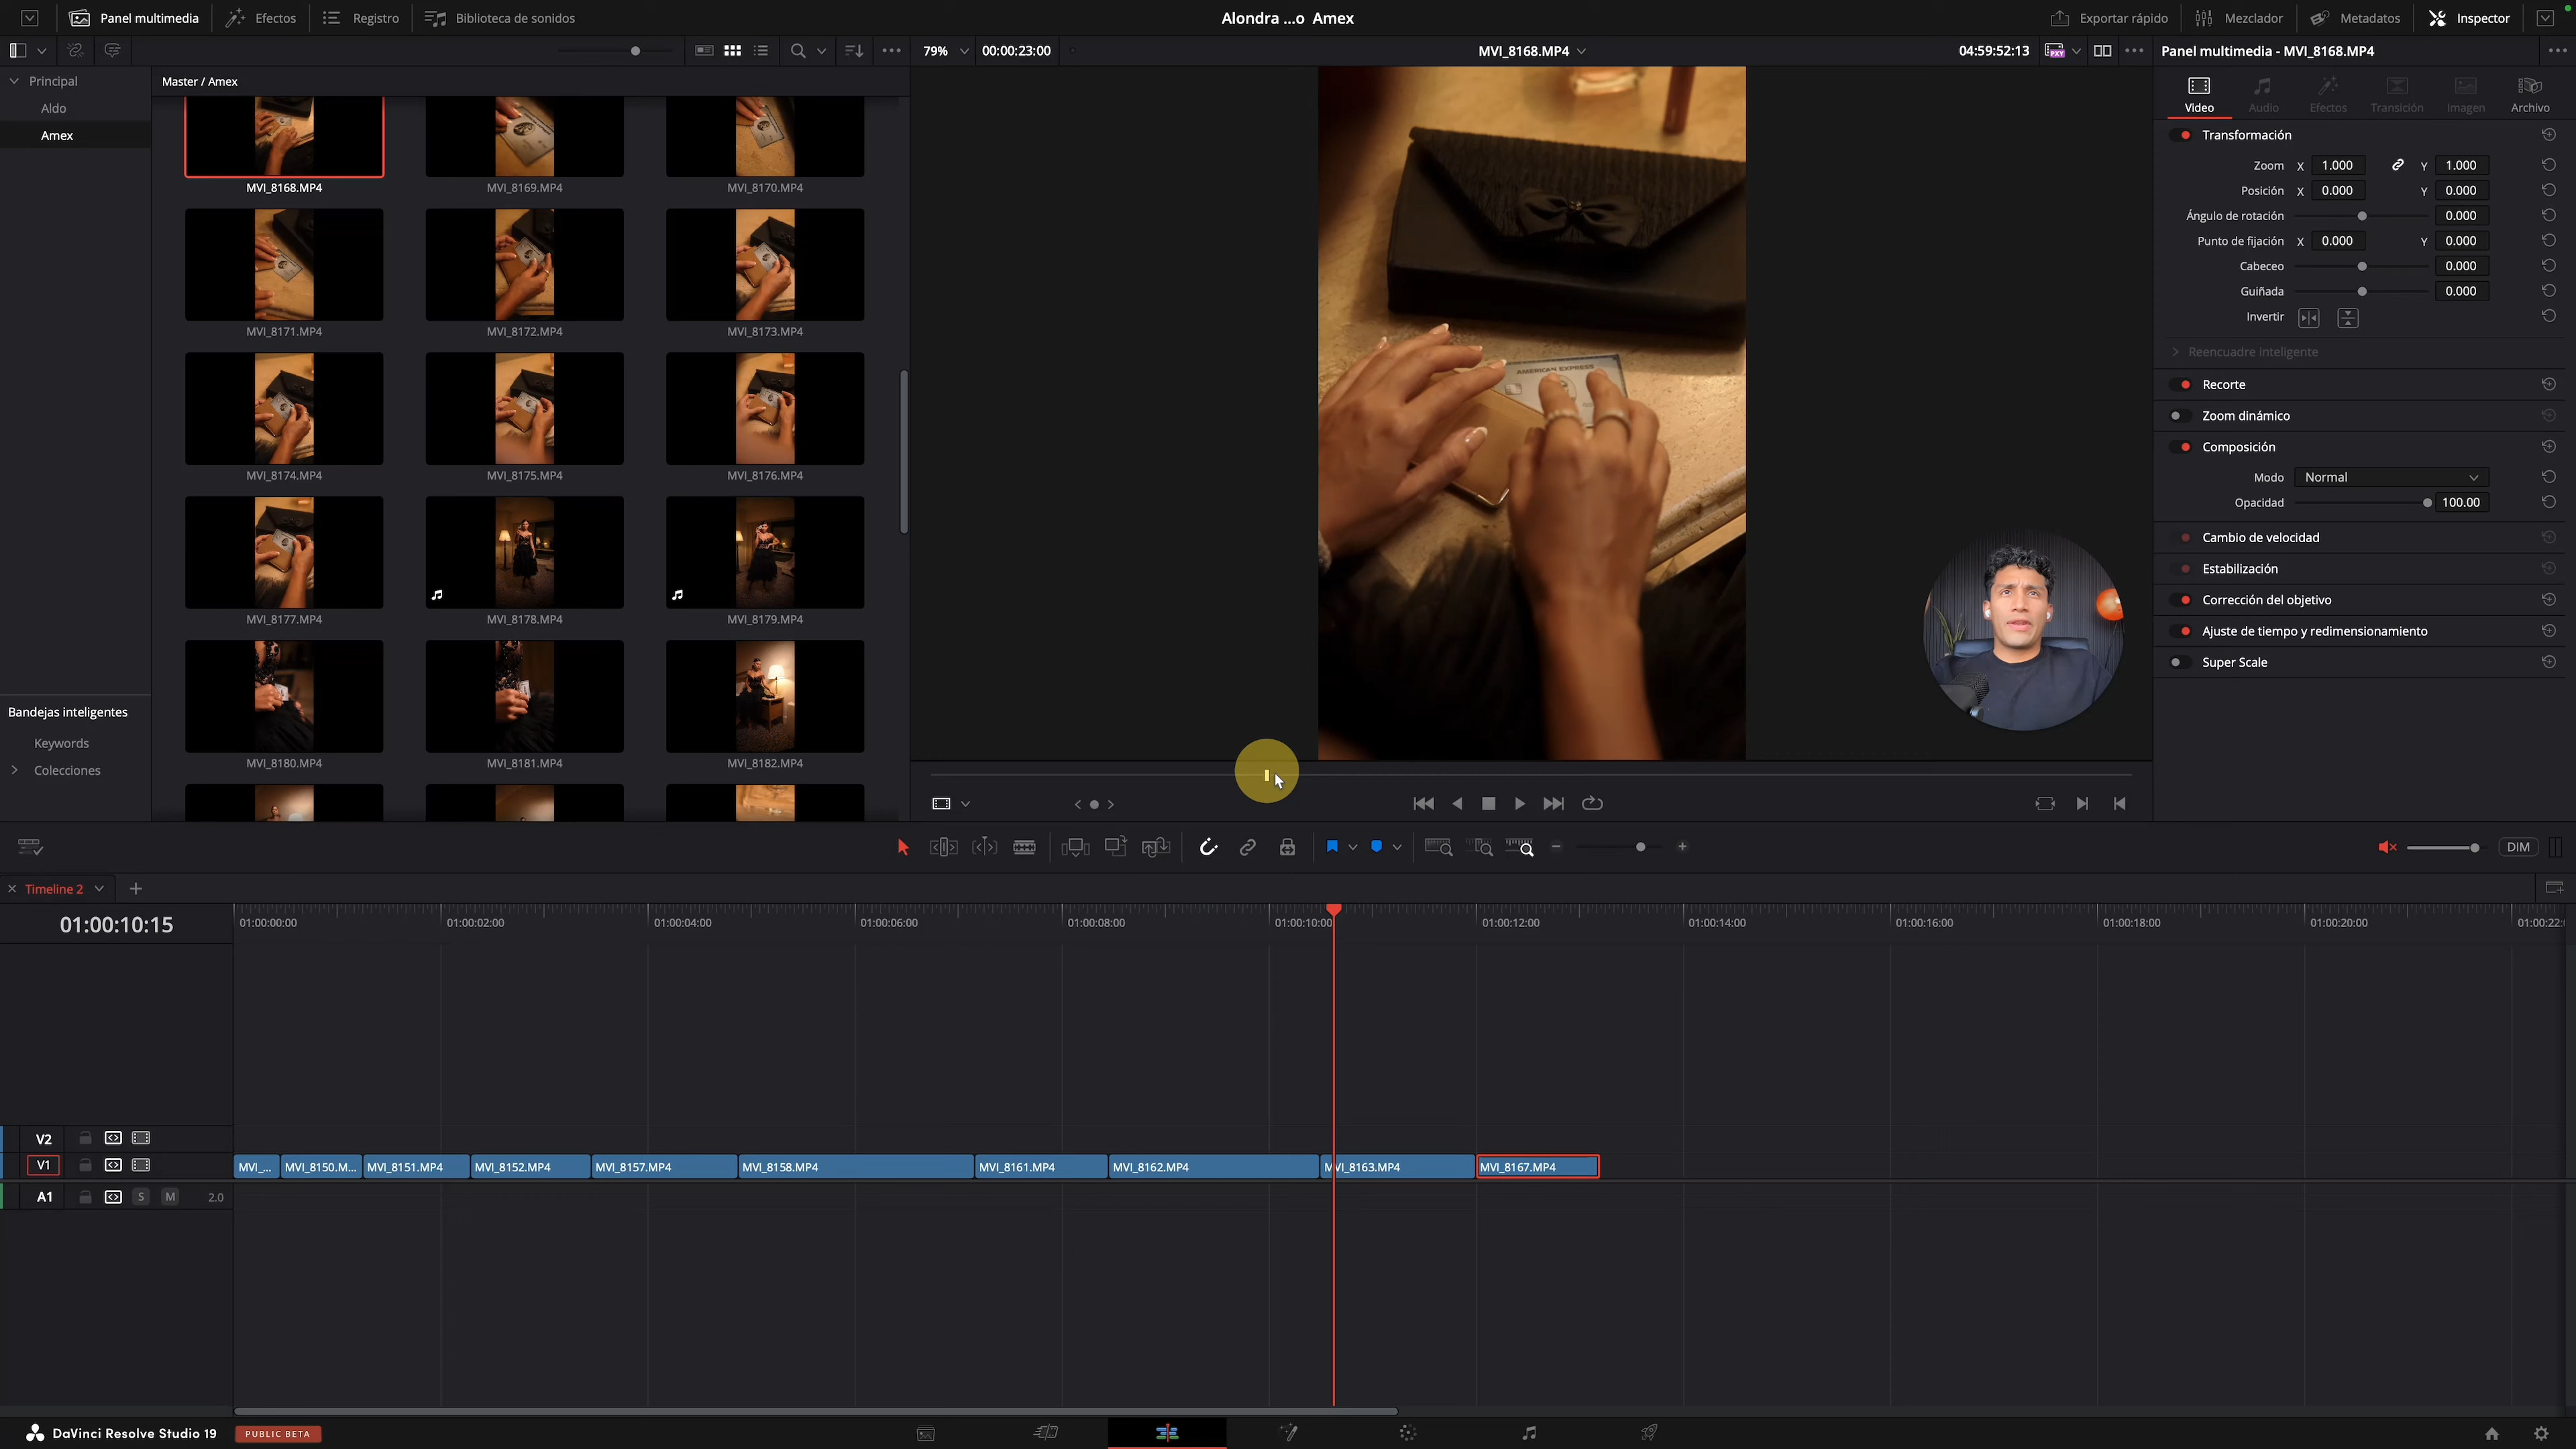 Panel multimedia
Efectos
Registro
Biblioteca de sonidos
Alondra ...o Amex
Exportar rápido
Mezclador
Metadatos
Inspector
79%
00:00:23:00
MVI_8168.MP4
04:59:52:13
PXY
Panel multimedia - MVI_8168.MP4
Principal
Aldo
Amex
Master / Amex
MVI_8168.MP4
MVI_8169.MP4
MVI_8170.MP4
MVI_8171.MP4
MVI_8172.MP4
MVI_8173.MP4
MVI_8174.MP4
MVI_8175.MP4
MVI_8176.MP4
MVI_8177.MP4
MVI_8178.MP4
MVI_8179.MP4
MVI_8180.MP4
MVI_8181.MP4
MVI_8182.MP4
Bandejas inteligentes
Keywords
Colecciones
AMERICAN EXPRESS
Video
Audio
Efectos
Transición
Imagen
Archivo
Transformación
Zoom X 1.000 Y 1.000
Posición X 0.000 Y 0.000
Ángulo de rotación 0.000
Punto de fijación X 0.000 Y 0.000
Cabeceo 0.000
Guiñada 0.000
Invertir
Reencuadre inteligente
Recorte
Zoom dinámico
Composición
Modo Normal
Opacidad 100.00
Cambio de velocidad
Estabilización
Corrección del objetivo
Ajuste de tiempo y redimensionamiento
Super Scale
DIM
Timeline 2
01:00:10:15
01:00:00:00
01:00:02:00
01:00:04:00
01:00:06:00
01:00:08:00
01:00:10:00
01:00:12:00
01:00:14:00
01:00:16:00
01:00:18:00
01:00:20:00
01:00:22:
V2
V1
MVI_...
MVI_8150.M...
MVI_8151.MP4
MVI_8152.MP4
MVI_8157.MP4
MVI_8158.MP4
MVI_8161.MP4
MVI_8162.MP4
MVI_8163.MP4
MVI_8167.MP4
A1 S M 2.0
DaVinci Resolve Studio 19
PUBLIC BETA